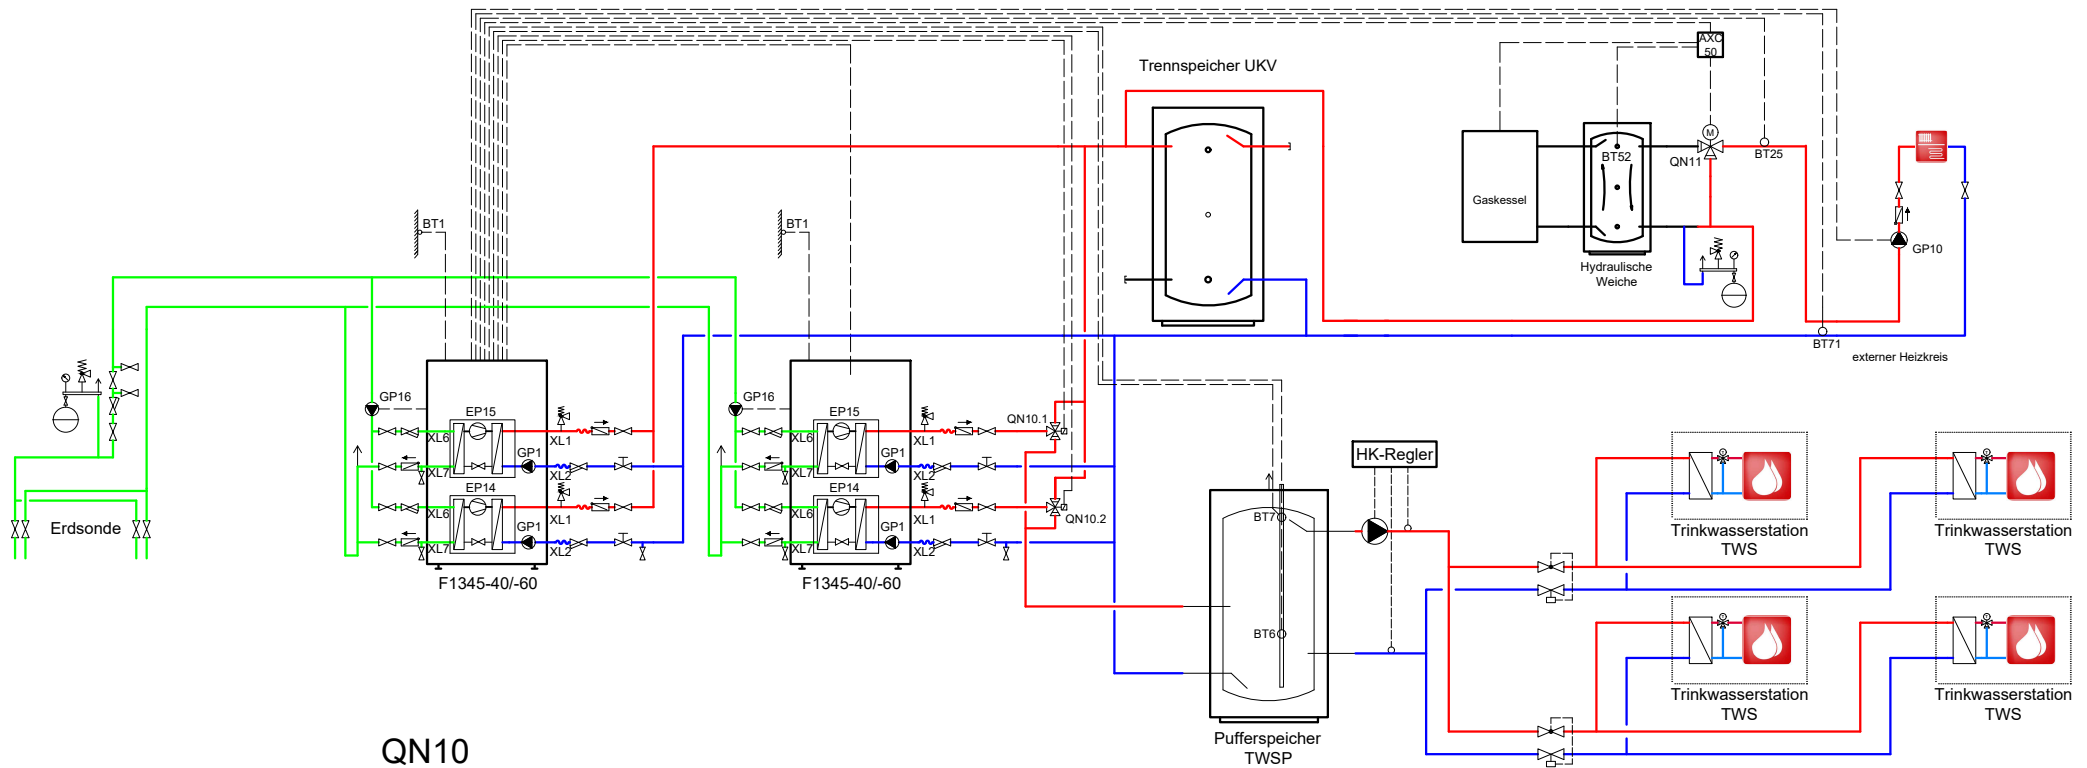 Trennspeicher UKV
AXC
50
BT52
QN11
BT25
Gaskessel
Hydraulische
Weiche
GP10
BT71
externer Heizkreis
BT1
BT1
GP16
EP15
XL6
XL1
GP1
XL7
XL2
EP14
XL6
XL1
GP1
XL7
XL2
F1345-40/-60
GP16
EP15
XL6
XL1
GP1
XL7
XL2
EP14
XL6
XL1
GP1
XL7
XL2
F1345-40/-60
QN10.1
QN10.2
Erdsonde
HK-Regler
BT7
BT6
Pufferspeicher
TWSP
Trinkwasserstation
TWS
Trinkwasserstation
TWS
Trinkwasserstation
TWS
Trinkwasserstation
TWS
M
QN10